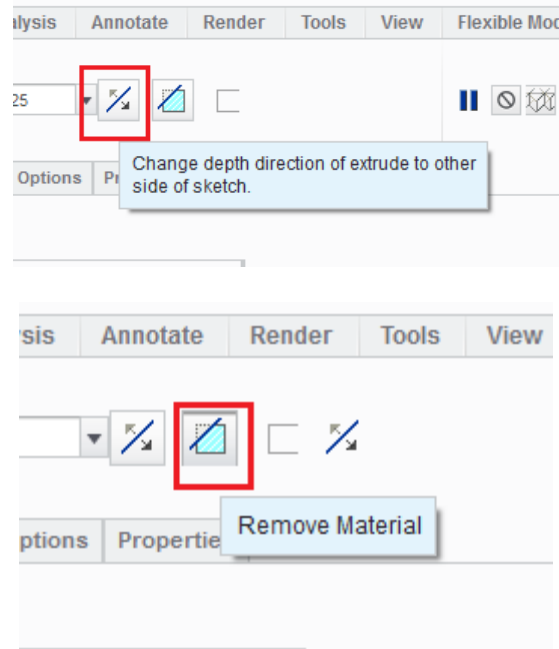 alysis Annotate Render Tools View Flexible Mod
25
Options Pr
Change depth direction of extrude to other
side of sketch.
sis Annotate Render Tools View
ptions Propertie
Remove Material